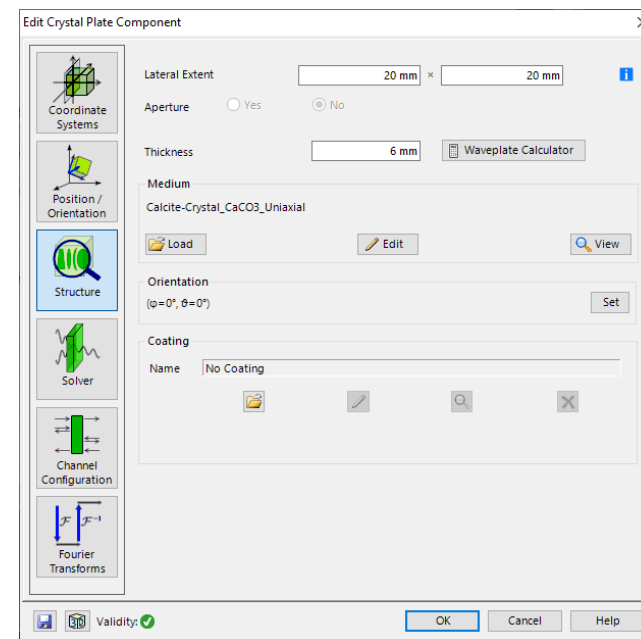 Edit Crystal Plate Component
Coordinate
Systems
Position /
Orientation
Structure
Solver
Channel
Configuration
ℱ ℱ⁻¹
Fourier
Transforms
Lateral Extent 20 mm × 20 mm
Aperture Yes No
Thickness 6 mm Waveplate Calculator
Medium
Calcite-Crystal_CaCO3_Uniaxial
Load Edit View
Orientation
(φ=0°, ϑ=0°) Set
Coating
Name No Coating
3D Validity: OK Cancel Help